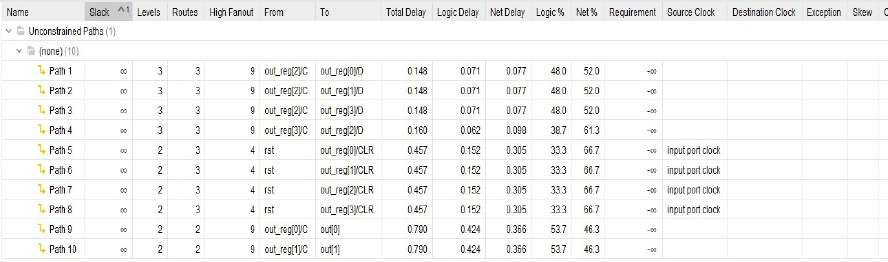 Name Slack ^1 Levels Routes High Fanout From To Total Delay Logic Delay Net Delay Logic % Net % Requirement Source Clock Destination Clock Exception Skew
Unconstrained Paths (1)
(none) (10)
Path 1 ∞ 3 3 9 out_reg[2]/C out_reg[0]/D 0.148 0.071 0.077 48.0 52.0 -∞
Path 2 ∞ 3 3 9 out_reg[2]/C out_reg[1]/D 0.148 0.071 0.077 48.0 52.0 -∞
Path 3 ∞ 3 3 9 out_reg[2]/C out_reg[3]/D 0.148 0.071 0.077 48.0 52.0 -∞
Path 4 ∞ 3 3 9 out_reg[3]/C out_reg[2]/D 0.160 0.062 0.098 38.7 61.3 -∞
Path 5 ∞ 2 3 4 rst out_reg[0]/CLR 0.457 0.152 0.305 33.3 66.7 -∞ input port clock
Path 6 ∞ 2 3 4 rst out_reg[1]/CLR 0.457 0.152 0.305 33.3 66.7 -∞ input port clock
Path 7 ∞ 2 3 4 rst out_reg[2]/CLR 0.457 0.152 0.305 33.3 66.7 -∞ input port clock
Path 8 ∞ 2 3 4 rst out_reg[3]/CLR 0.457 0.152 0.305 33.3 66.7 -∞ input port clock
Path 9 ∞ 2 2 9 out_reg[0]/C out[0] 0.790 0.424 0.366 53.7 46.3 -∞
Path 10 ∞ 2 2 9 out_reg[1]/C out[1] 0.790 0.424 0.366 53.7 46.3 -∞